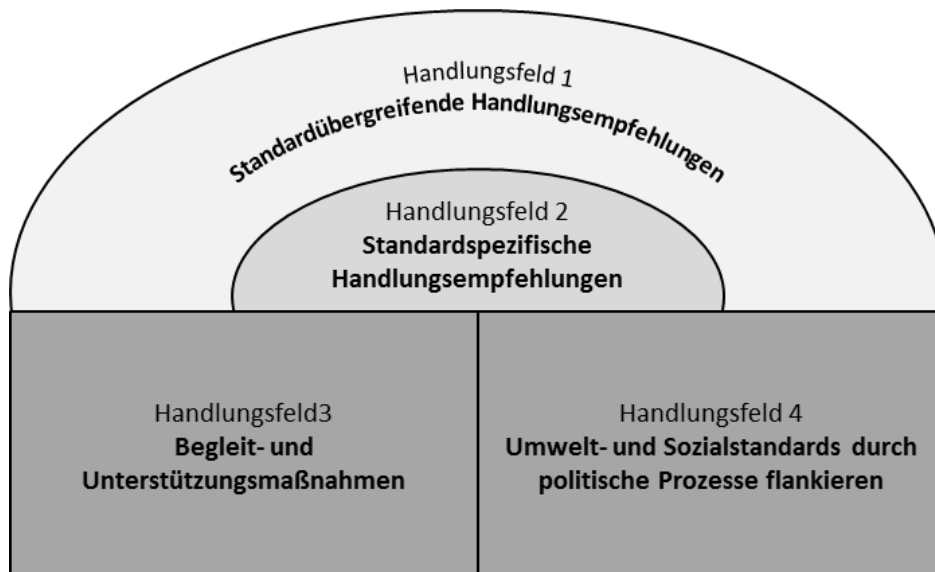 Handlungsfeld 1
Standardübergreifende Handlungsempfehlungen
Handlungsfeld 2
Standardspezifische
Handlungsempfehlungen
Handlungsfeld3
Begleit- und
Unterstützungsmaßnahmen
Handlungsfeld 4
Umwelt- und Sozialstandards durch
politische Prozesse flankieren